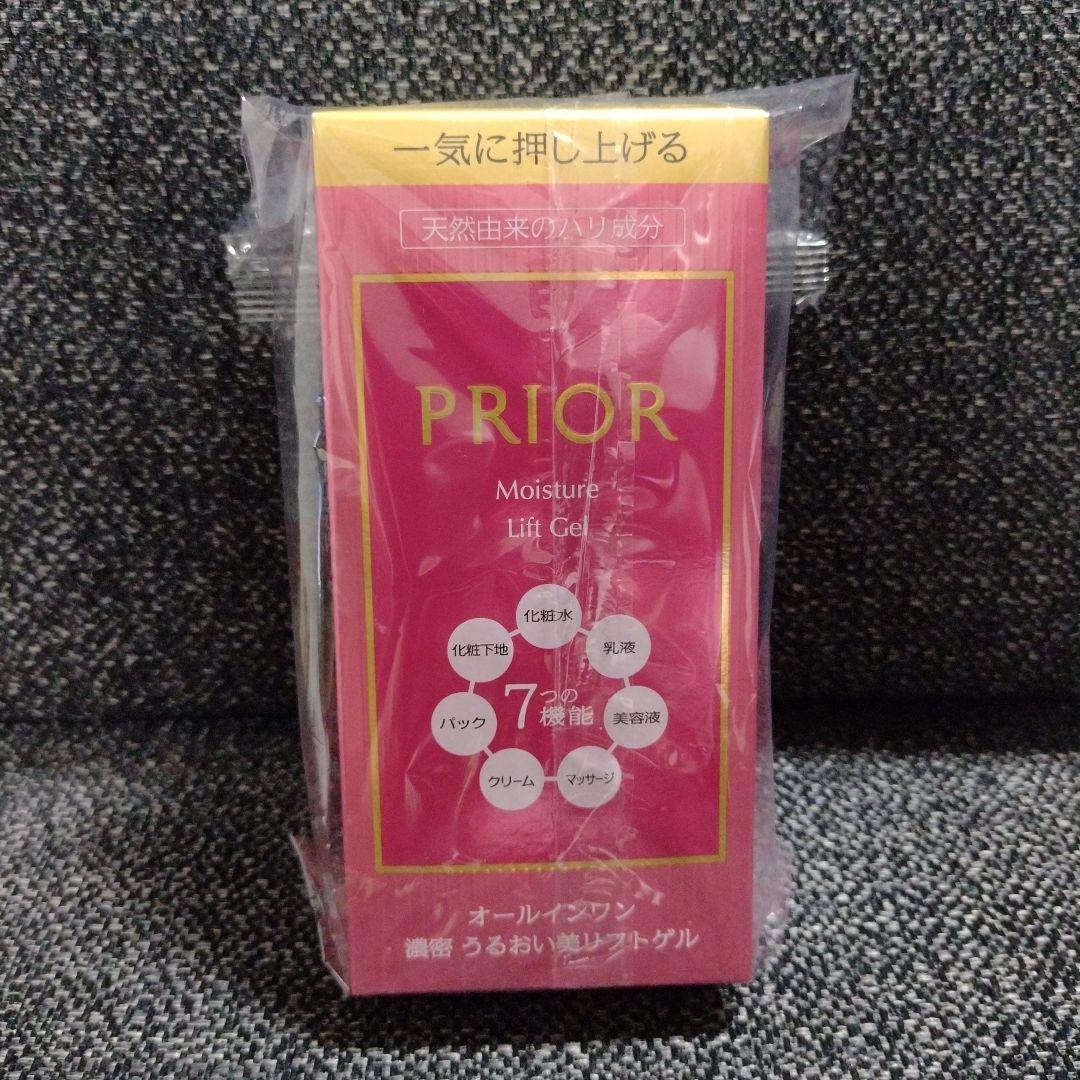 一気に押し上げる
天然由来のハリ成分
PRIOR
Moisture
Lift Gel
化粧水
乳液
美容液
マッサージ
クリーム
パック
化粧下地
7つの
機能
オールインワン
濃密 うるおい美リフトゲル